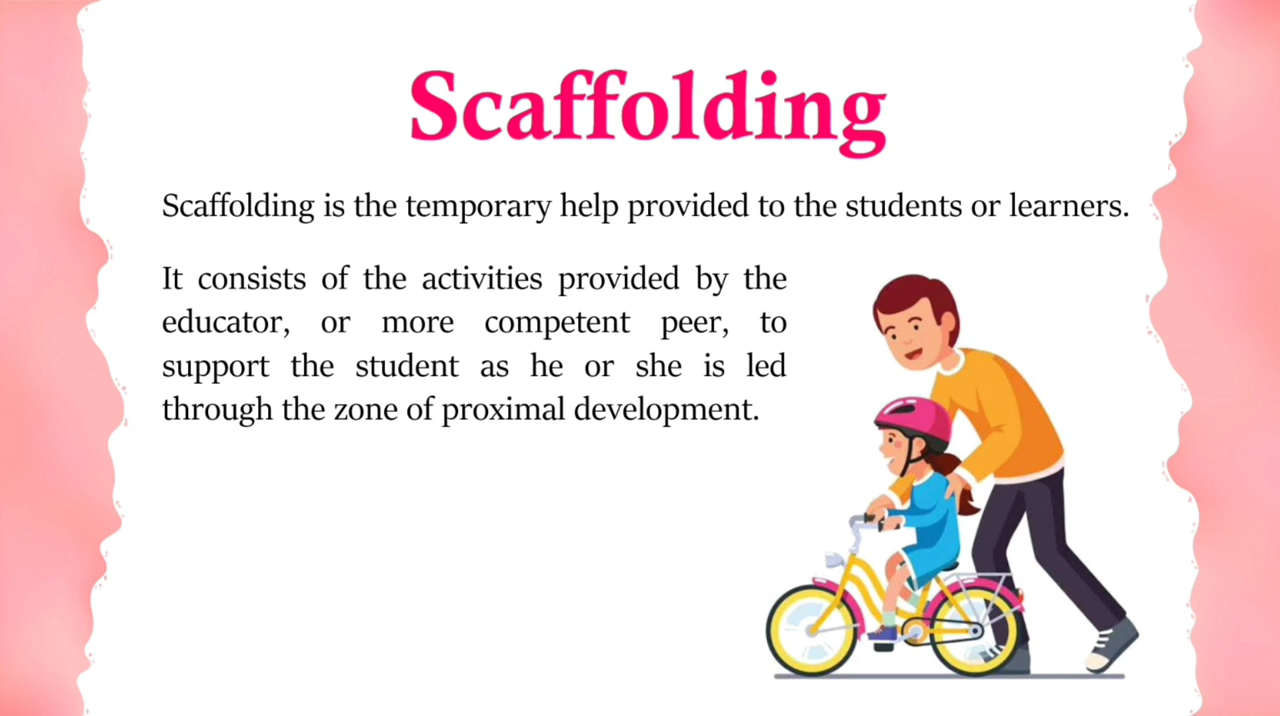 Scaffolding
Scaffolding is the temporary help provided to the students or learners.
It consists of the activities provided by the
educator, or more competent peer, to
support the student as he or she is led
through the zone of proximal development.